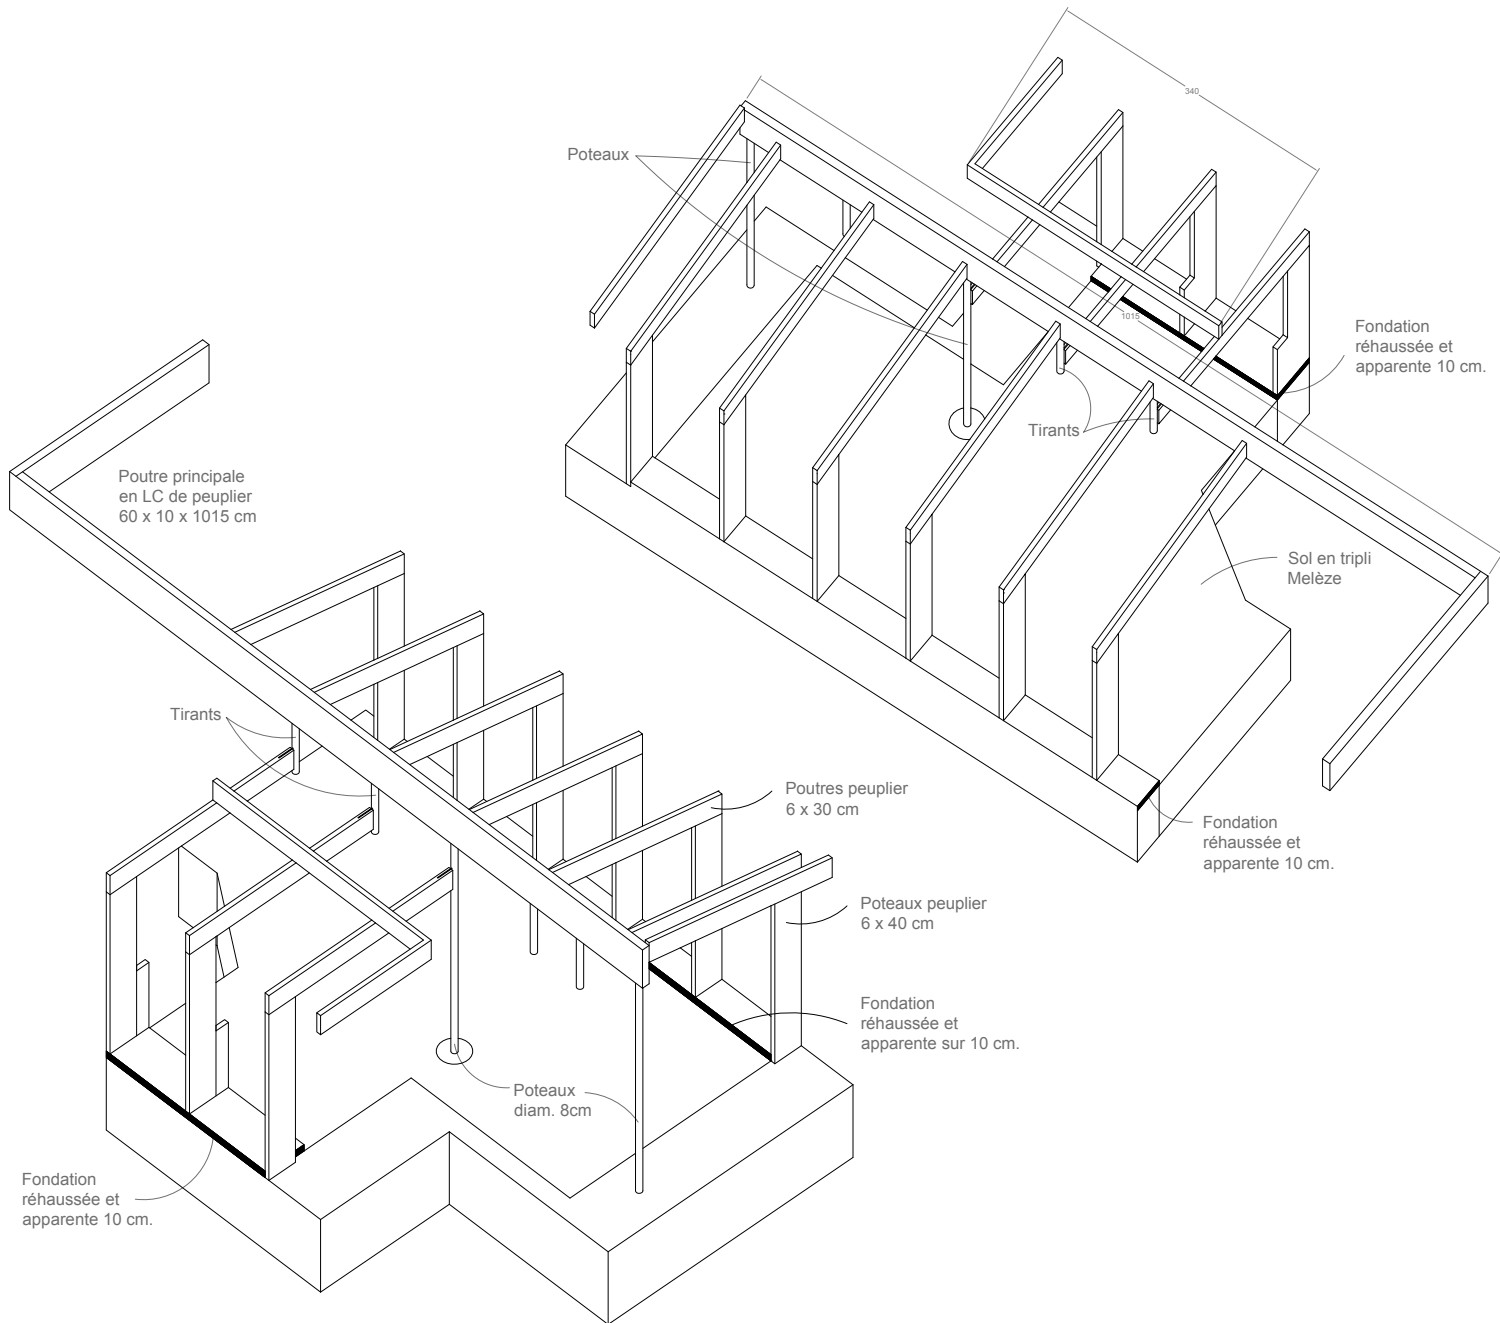 340
Poteaux
1015
Fondation
réhaussée et
apparente 10 cm.
Tirants
Poutre principale
en LC de peuplier
60 x 10 x 1015 cm
Sol en tripli
Melèze
Tirants
Poutres peuplier
6 x 30 cm
Fondation
réhaussée et
apparente 10 cm.
Poteaux peuplier
6 x 40 cm
Fondation
réhaussée et
apparente sur 10 cm.
Poteaux
diam. 8cm
Fondation
réhaussée et
apparente 10 cm.